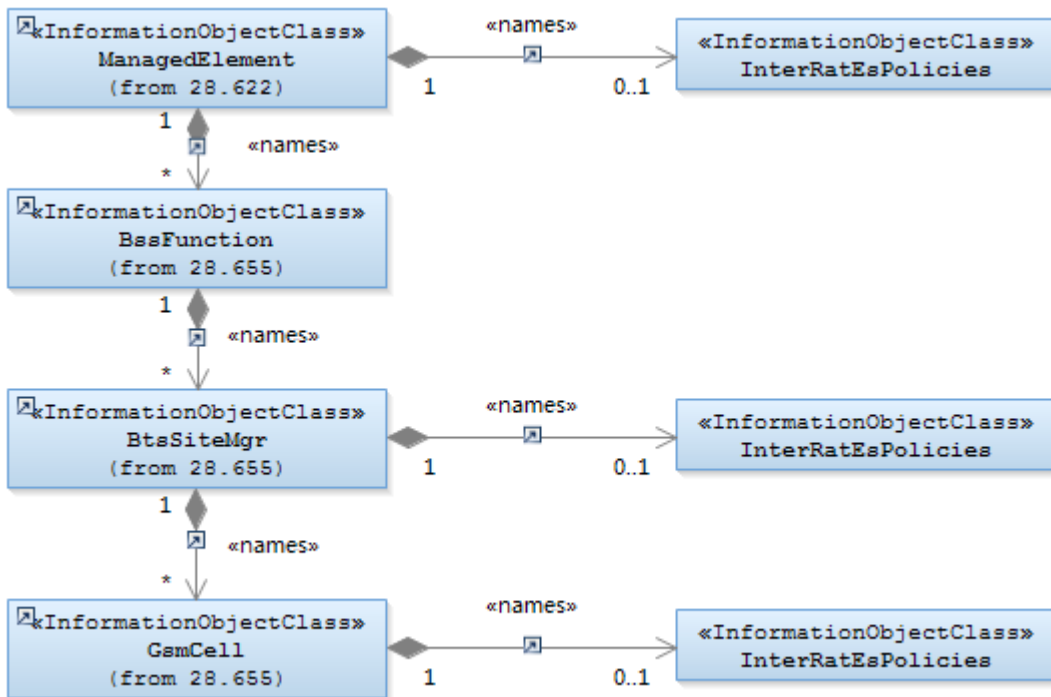 «InformationObjectClass»
ManagedElement
(from 28.622)
«names»
1
0..1
«InformationObjectClass»
InterRatEsPolicies
1
«names»
*
«InformationObjectClass»
BssFunction
(from 28.655)
1
«names»
*
«InformationObjectClass»
BtsSiteMgr
(from 28.655)
«names»
1
0..1
«InformationObjectClass»
InterRatEsPolicies
1
«names»
*
«InformationObjectClass»
GsmCell
(from 28.655)
«names»
1
0..1
«InformationObjectClass»
InterRatEsPolicies